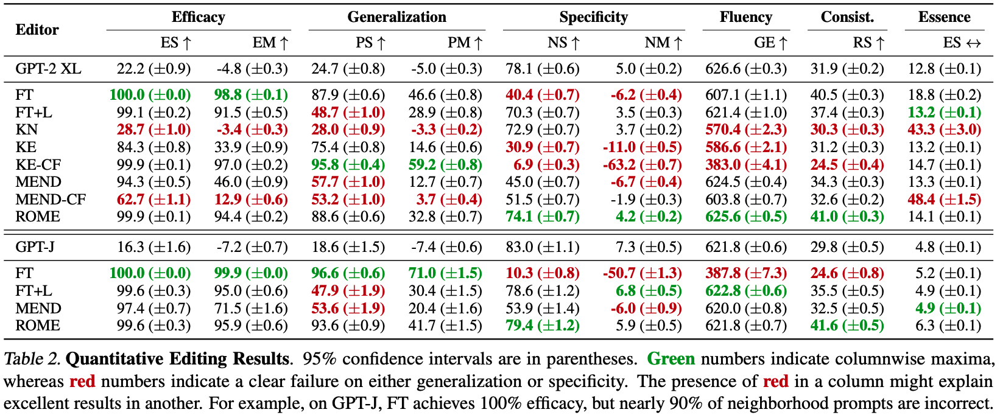 Editor Efficacy Generalization Specificity Fluency Consist. Essence
ES ↑ EM ↑ PS ↑ PM ↑ NS ↑ NM ↑ GE ↑ RS ↑ ES ↔
GPT-2 XL 22.2 (±0.9) -4.8 (±0.3) 24.7 (±0.8) -5.0 (±0.3) 78.1 (±0.6) 5.0 (±0.2) 626.6 (±0.3) 31.9 (±0.2) 12.8 (±0.1)
FT 100.0 (±0.0) 98.8 (±0.1) 87.9 (±0.6) 46.6 (±0.8) 40.4 (±0.7) -6.2 (±0.4) 607.1 (±1.1) 40.5 (±0.3) 18.8 (±0.2)
FT+L 99.1 (±0.2) 91.5 (±0.5) 48.7 (±1.0) 28.9 (±0.8) 70.3 (±0.7) 3.5 (±0.3) 621.4 (±1.0) 37.4 (±0.3) 13.2 (±0.1)
KN 28.7 (±1.0) -3.4 (±0.3) 28.0 (±0.9) -3.3 (±0.2) 72.9 (±0.7) 3.7 (±0.2) 570.4 (±2.3) 30.3 (±0.3) 43.3 (±3.0)
KE 84.3 (±0.8) 33.9 (±0.9) 75.4 (±0.8) 14.6 (±0.6) 30.9 (±0.7) -11.0 (±0.5) 586.6 (±2.1) 31.2 (±0.3) 13.2 (±0.1)
KE-CF 99.9 (±0.1) 97.0 (±0.2) 95.8 (±0.4) 59.2 (±0.8) 6.9 (±0.3) -63.2 (±0.7) 383.0 (±4.1) 24.5 (±0.4) 14.7 (±0.1)
MEND 94.3 (±0.5) 46.0 (±0.9) 57.7 (±1.0) 12.7 (±0.7) 45.0 (±0.7) -6.7 (±0.4) 624.5 (±0.4) 34.3 (±0.3) 13.3 (±0.1)
MEND-CF 62.7 (±1.1) 12.9 (±0.6) 53.2 (±1.0) 3.7 (±0.4) 51.5 (±0.7) -1.9 (±0.3) 603.8 (±0.7) 32.6 (±0.2) 48.4 (±1.5)
ROME 99.9 (±0.1) 94.4 (±0.2) 88.6 (±0.6) 32.8 (±0.7) 74.1 (±0.7) 4.2 (±0.2) 625.6 (±0.5) 41.0 (±0.3) 14.1 (±0.1)
GPT-J 16.3 (±1.6) -7.2 (±0.7) 18.6 (±1.5) -7.4 (±0.6) 83.0 (±1.1) 7.3 (±0.5) 621.8 (±0.6) 29.8 (±0.5) 4.8 (±0.1)
FT 100.0 (±0.0) 99.9 (±0.0) 96.6 (±0.6) 71.0 (±1.5) 10.3 (±0.8) -50.7 (±1.3) 387.8 (±7.3) 24.6 (±0.8) 5.2 (±0.1)
FT+L 99.6 (±0.3) 95.0 (±0.6) 47.9 (±1.9) 30.4 (±1.5) 78.6 (±1.2) 6.8 (±0.5) 622.8 (±0.6) 35.5 (±0.5) 4.9 (±0.1)
MEND 97.4 (±0.7) 71.5 (±1.6) 53.6 (±1.9) 20.4 (±1.6) 53.9 (±1.4) -6.0 (±0.9) 620.0 (±0.8) 32.5 (±0.5) 4.9 (±0.1)
ROME 99.6 (±0.3) 95.9 (±0.6) 93.6 (±0.9) 41.7 (±1.5) 79.4 (±1.2) 5.9 (±0.5) 621.8 (±0.7) 41.6 (±0.5) 6.3 (±0.1)
Table 2. Quantitative Editing Results. 95% confidence intervals are in parentheses. Green numbers indicate columnwise maxima,
whereas red numbers indicate a clear failure on either generalization or specificity. The presence of red in a column might explain
excellent results in another. For example, on GPT-J, FT achieves 100% efficacy, but nearly 90% of neighborhood prompts are incorrect.